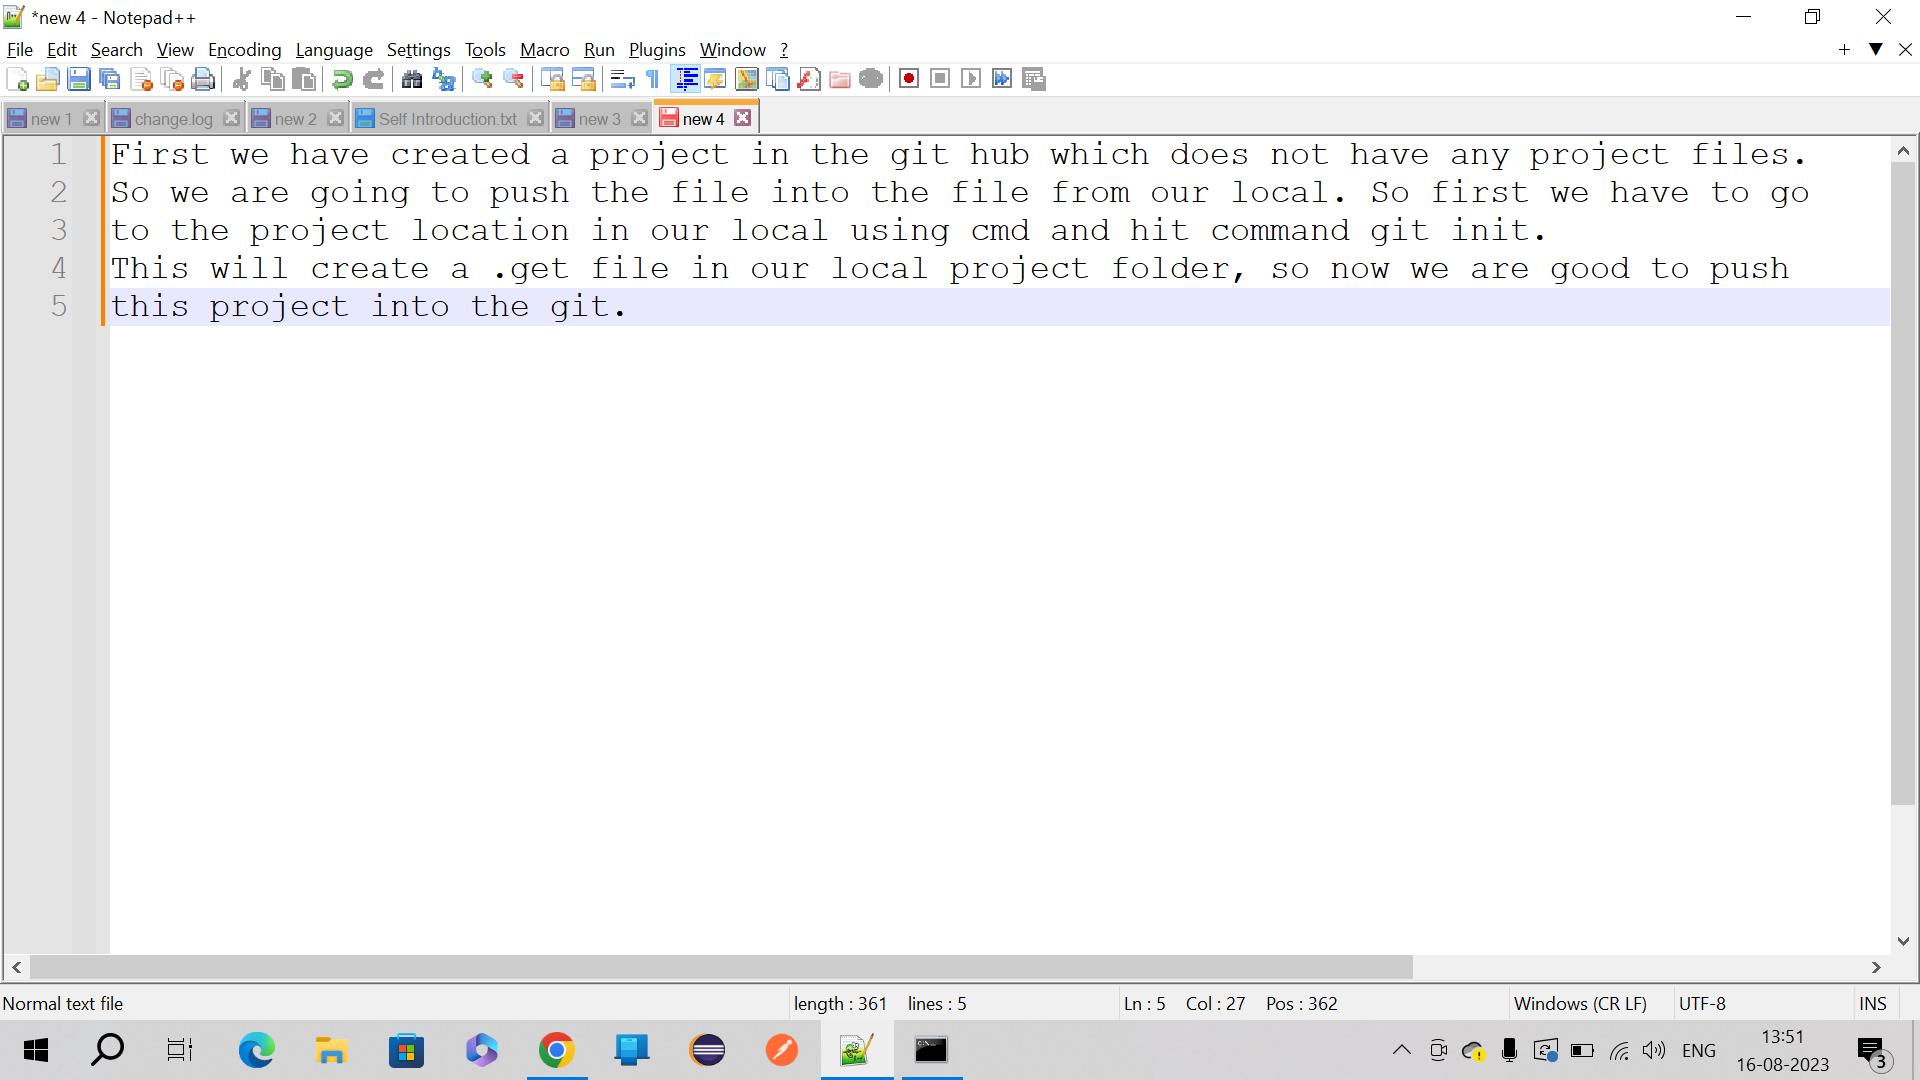 *new 4 - Notepad++
File Edit Search View Encoding Language Settings Tools Macro Run Plugins Window ?
new 1 change.log new 2 Self Introduction.txt new 3 new 4
1 First we have created a project in the git hub which does not have any project files.
2 So we are going to push the file into the file from our local. So first we have to go
3 to the project location in our local using cmd and hit command git init.
4 This will create a .get file in our local project folder, so now we are good to push
5 this project into the git.
Normal text file length : 361 lines : 5 Ln : 5 Col : 27 Pos : 362 Windows (CR LF) UTF-8 INS
ENG 13:51
16-08-2023 3